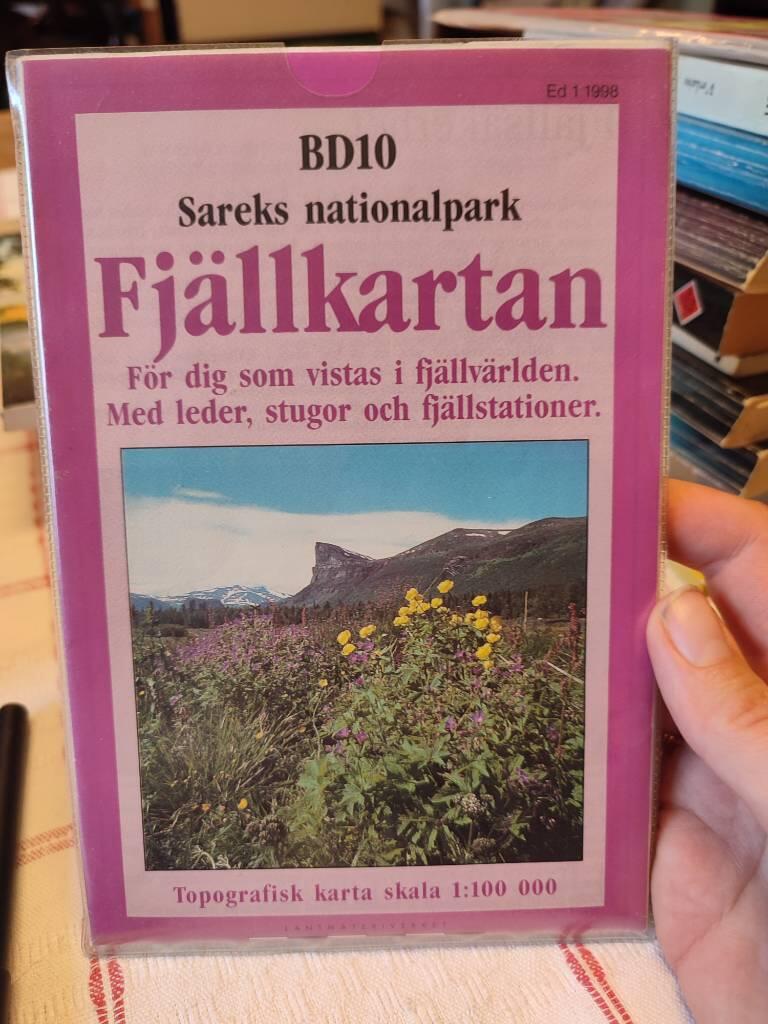 Ed 1 1998
BD10
Sareks nationalpark
Fjällkartan
För dig som vistas i fjällvärlden.
Med leder, stugor och fjällstationer.
Topografisk karta skala 1:100 000
LANTMÄTERIVERKET